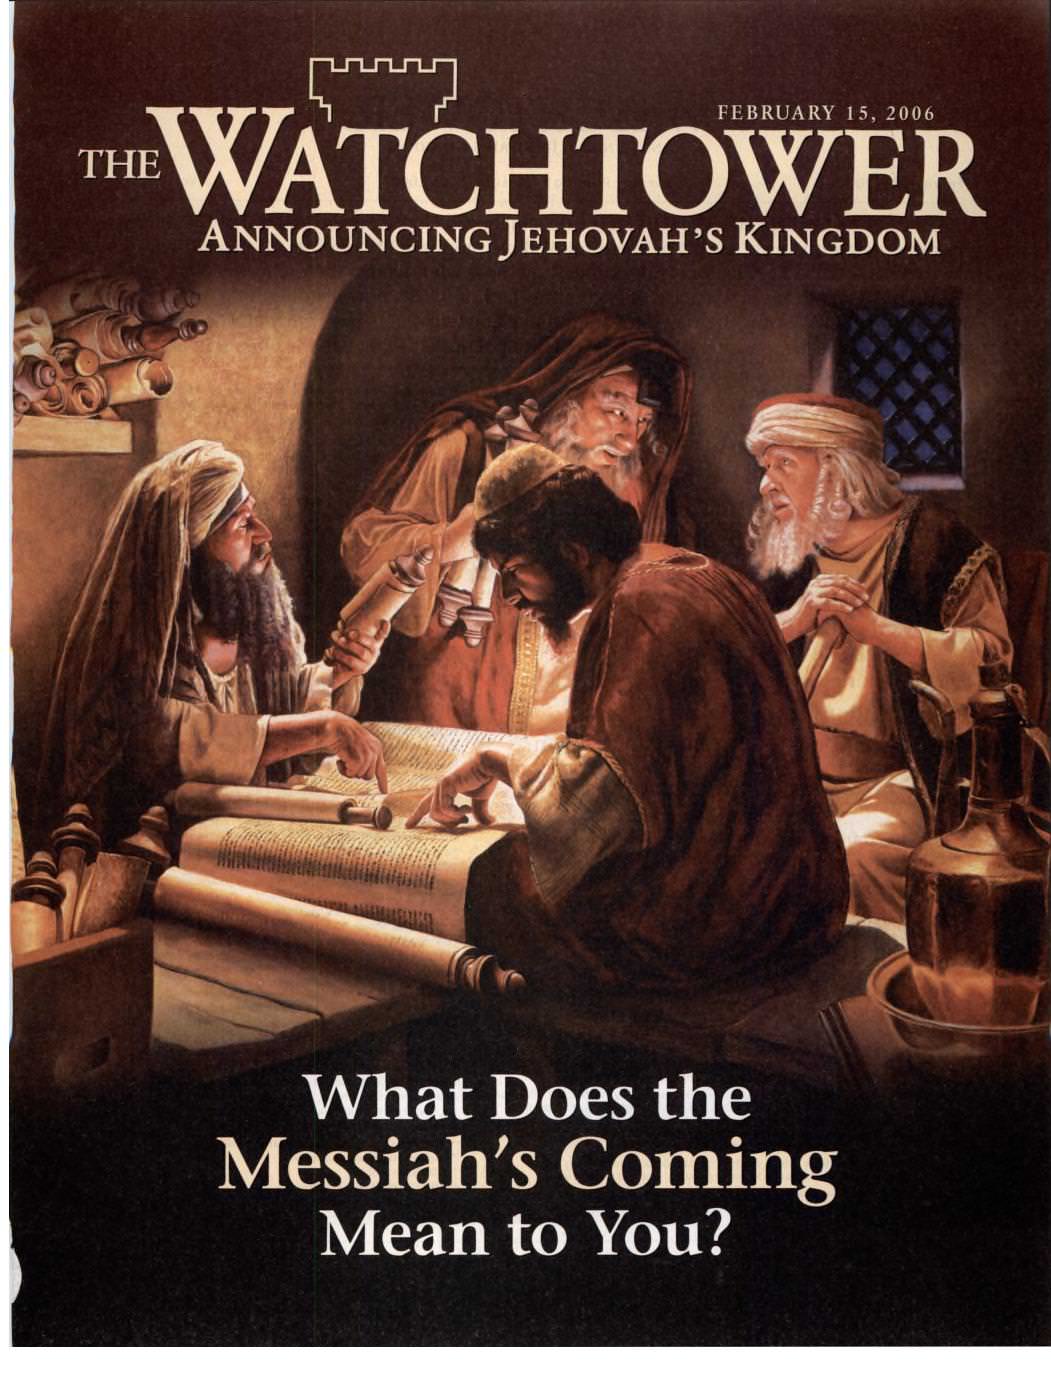 FEBRUARY 15, 2006
THE WATCHTOWER
ANNOUNCING JEHOVAH'S KINGDOM
What Does the
Messiah's Coming
Mean to You?